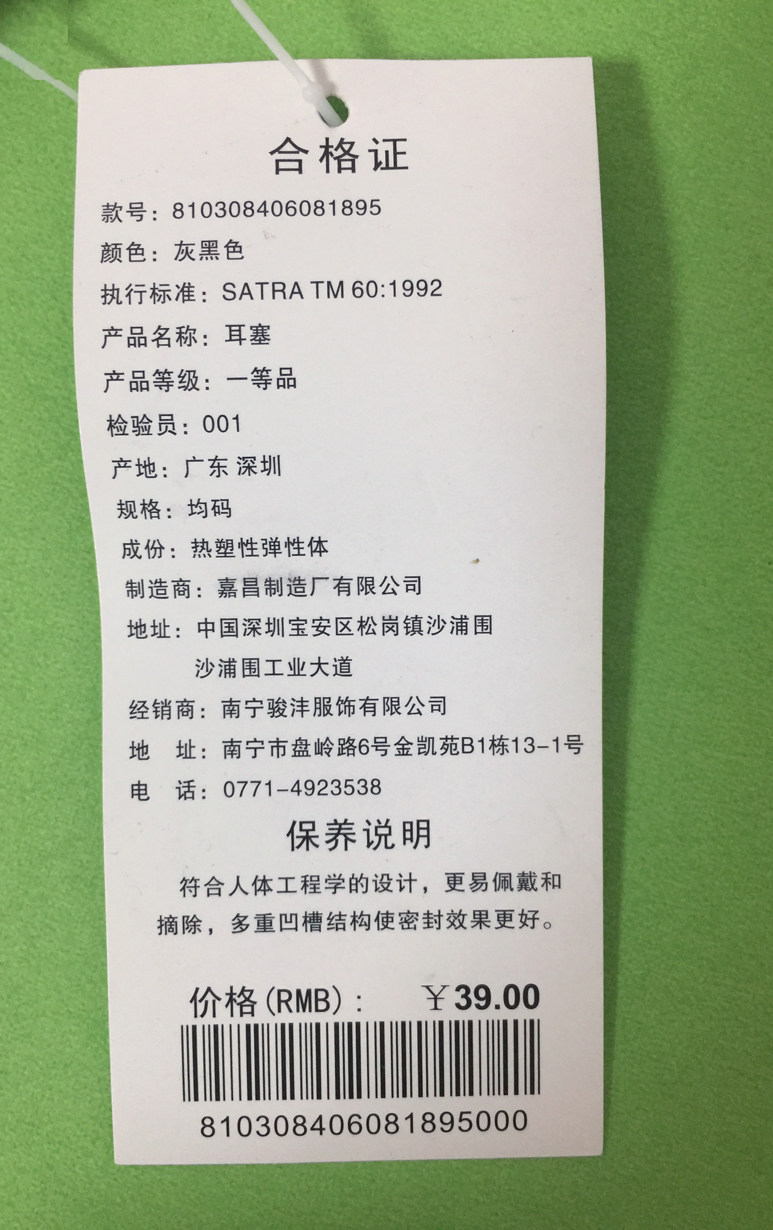 合格证
款号：810308406081895
颜色：灰黑色
执行标准：SATRA TM 60:1992
产品名称：耳塞
产品等级：一等品
检验员：001
产地：广东 深圳
规格：均码
成份：热塑性弹性体
制造商：嘉昌制造厂有限公司
地址：中国深圳宝安区松岗镇沙浦围
沙浦围工业大道
经销商：南宁骏沣服饰有限公司
地　址：南宁市盘岭路6号金凯苑B1栋13-1号
电　话：0771-4923538
保养说明
符合人体工程学的设计，更易佩戴和
摘除，多重凹槽结构使密封效果更好。
价格(RMB)： ￥39.00
810308406081895000